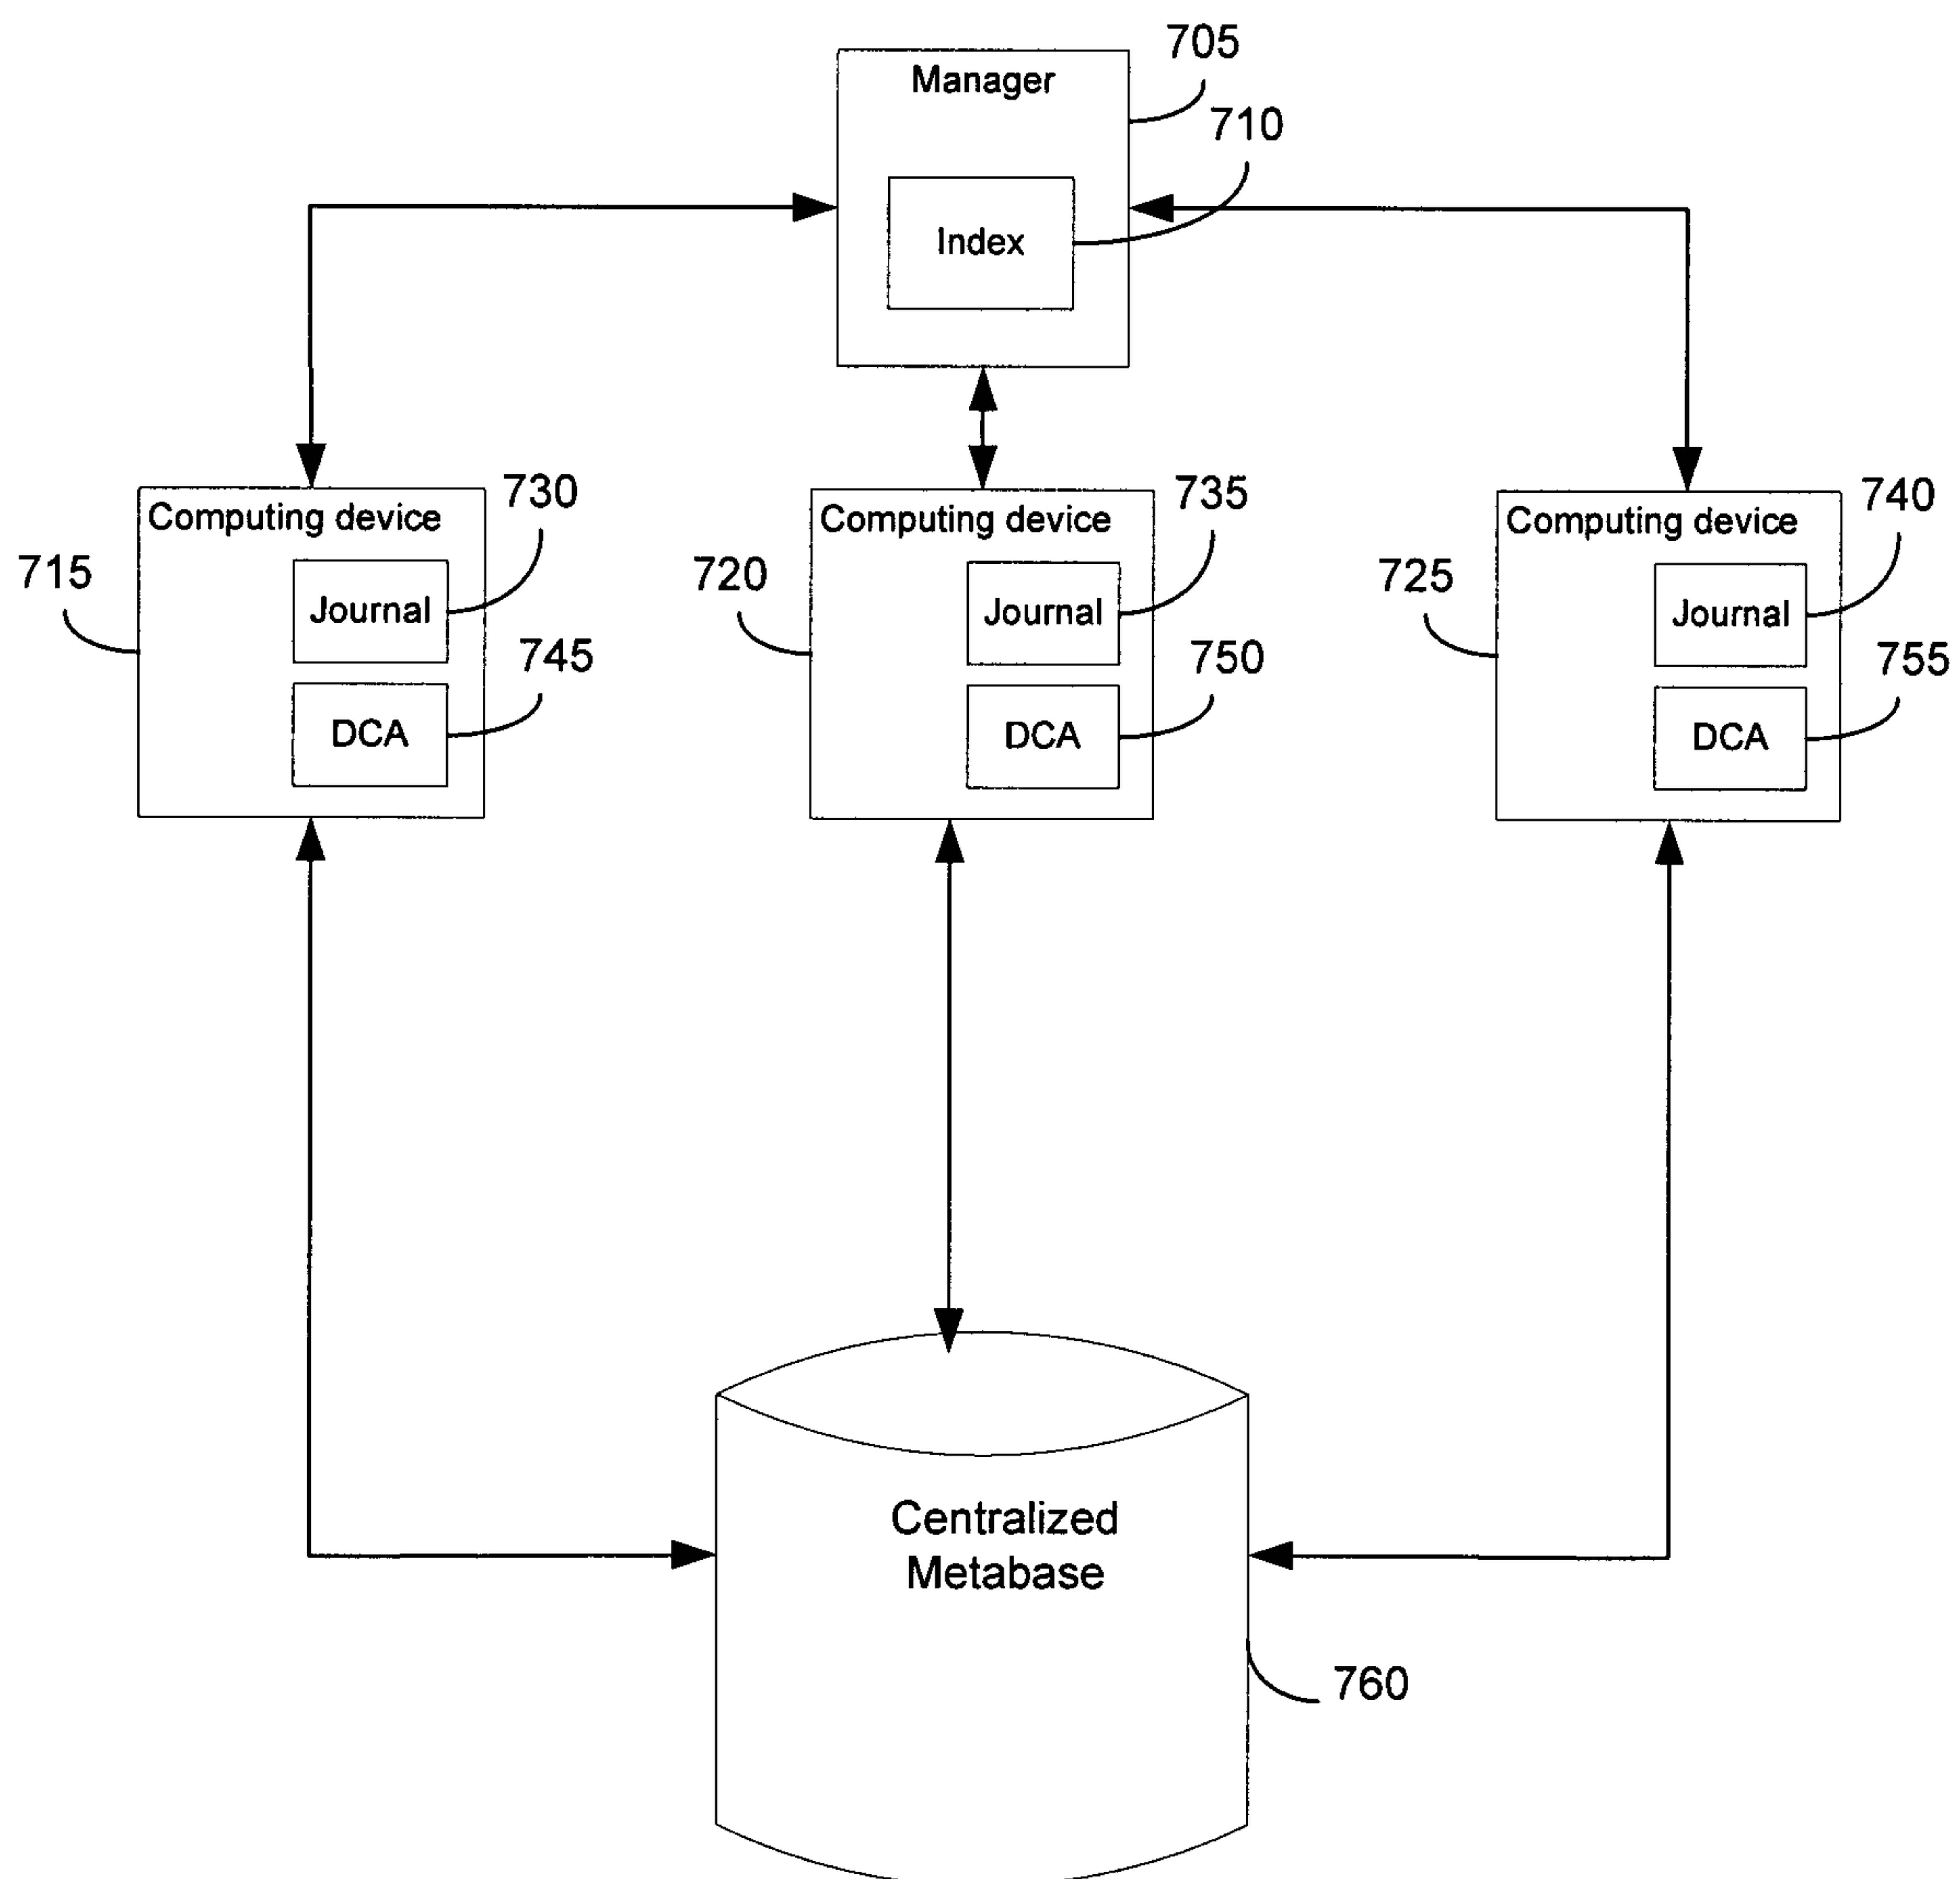 705
Manager
710
Index
Computing device
730
715
Journal
745
DCA
Computing device
735
720
Journal
750
DCA
Computing device
740
725
Journal
755
DCA
Centralized
Metabase
760